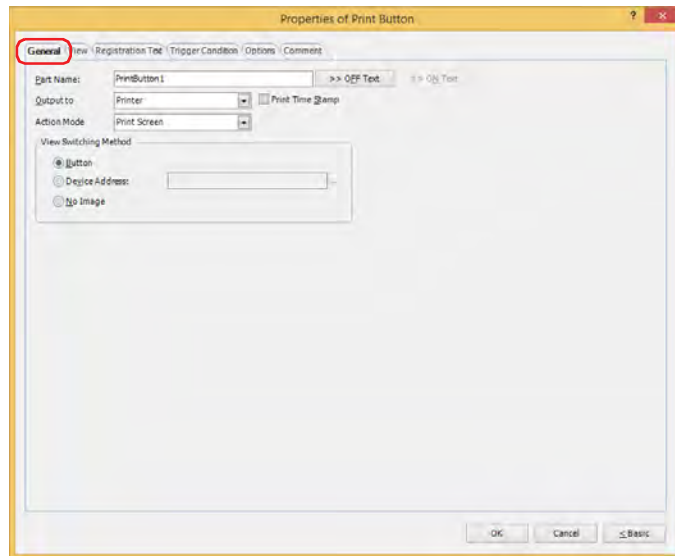 Properties of Print Button ? ×
General View Registration Text Trigger Condition Options Comment
Part Name: PrintButton1 >> OFF Text >> ON Text
Output to Printer Print Time Stamp
Action Mode Print Screen
View Switching Method
Button
Device Address: ...
No Image
OK Cancel < Basic